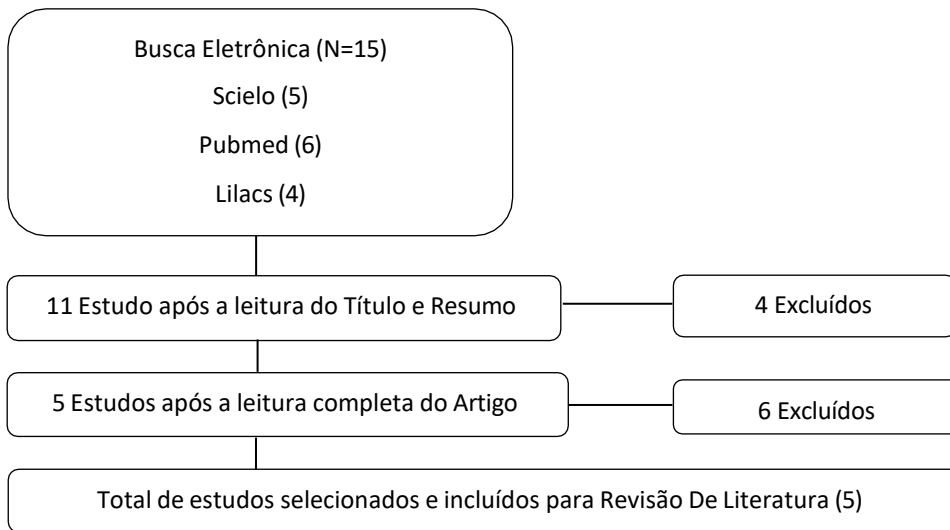 Busca Eletrônica (N=15)
Scielo (5)
Pubmed (6)
Lilacs (4)
11 Estudo após a leitura do Título e Resumo
4 Excluídos
5 Estudos após a leitura completa do Artigo
6 Excluídos
Total de estudos selecionados e incluídos para Revisão De Literatura (5)